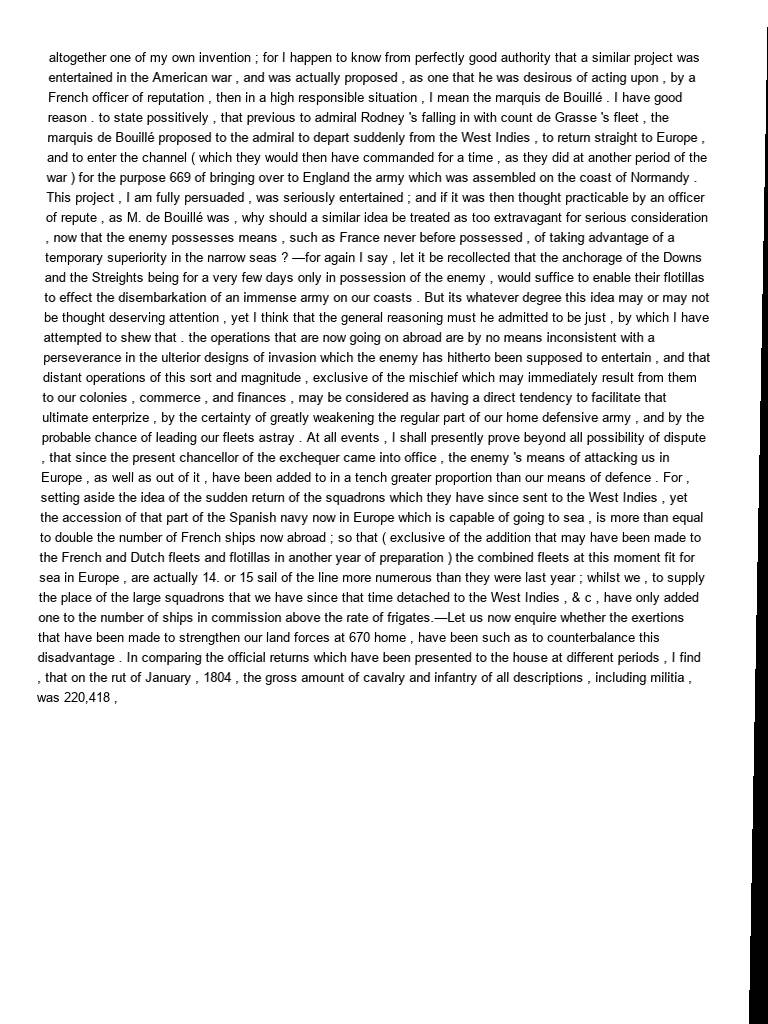 altogether one of my own invention ; for I happen to know from perfectly good authority that a similar project was
entertained in the American war , and was actually proposed , as one that he was desirous of acting upon , by a
French officer of reputation , then in a high responsible situation , I mean the marquis de Bouillé . I have good
reason . to state possitively , that previous to admiral Rodney 's falling in with count de Grasse 's fleet , the
marquis de Bouillé proposed to the admiral to depart suddenly from the West Indies , to return straight to Europe ,
and to enter the channel ( which they would then have commanded for a time , as they did at another period of the
war ) for the purpose 669 of bringing over to England the army which was assembled on the coast of Normandy .
This project , I am fully persuaded , was seriously entertained ; and if it was then thought practicable by an officer
of repute , as M. de Bouillé was , why should a similar idea be treated as too extravagant for serious consideration
, now that the enemy possesses means , such as France never before possessed , of taking advantage of a
temporary superiority in the narrow seas ? —for again I say , let it be recollected that the anchorage of the Downs
and the Streights being for a very few days only in possession of the enemy , would suffice to enable their flotillas
to effect the disembarkation of an immense army on our coasts . But its whatever degree this idea may or may not
be thought deserving attention , yet I think that the general reasoning must he admitted to be just , by which I have
attempted to shew that . the operations that are now going on abroad are by no means inconsistent with a
perseverance in the ulterior designs of invasion which the enemy has hitherto been supposed to entertain , and that
distant operations of this sort and magnitude , exclusive of the mischief which may immediately result from them
to our colonies , commerce , and finances , may be considered as having a direct tendency to facilitate that
ultimate enterprize , by the certainty of greatly weakening the regular part of our home defensive army , and by the
probable chance of leading our fleets astray . At all events , I shall presently prove beyond all possibility of dispute
, that since the present chancellor of the exchequer came into office , the enemy 's means of attacking us in
Europe , as well as out of it , have been added to in a tench greater proportion than our means of defence . For ,
setting aside the idea of the sudden return of the squadrons which they have since sent to the West Indies , yet
the accession of that part of the Spanish navy now in Europe which is capable of going to sea , is more than equal
to double the number of French ships now abroad ; so that ( exclusive of the addition that may have been made to
the French and Dutch fleets and flotillas in another year of preparation ) the combined fleets at this moment fit for
sea in Europe , are actually 14. or 15 sail of the line more numerous than they were last year ; whilst we , to supply
the place of the large squadrons that we have since that time detached to the West Indies , & c , have only added
one to the number of ships in commission above the rate of frigates.—Let us now enquire whether the exertions
that have been made to strengthen our land forces at 670 home , have been such as to counterbalance this
disadvantage . In comparing the official returns which have been presented to the house at different periods , I find
, that on the rut of January , 1804 , the gross amount of cavalry and infantry of all descriptions , including militia ,
was 220,418 ,